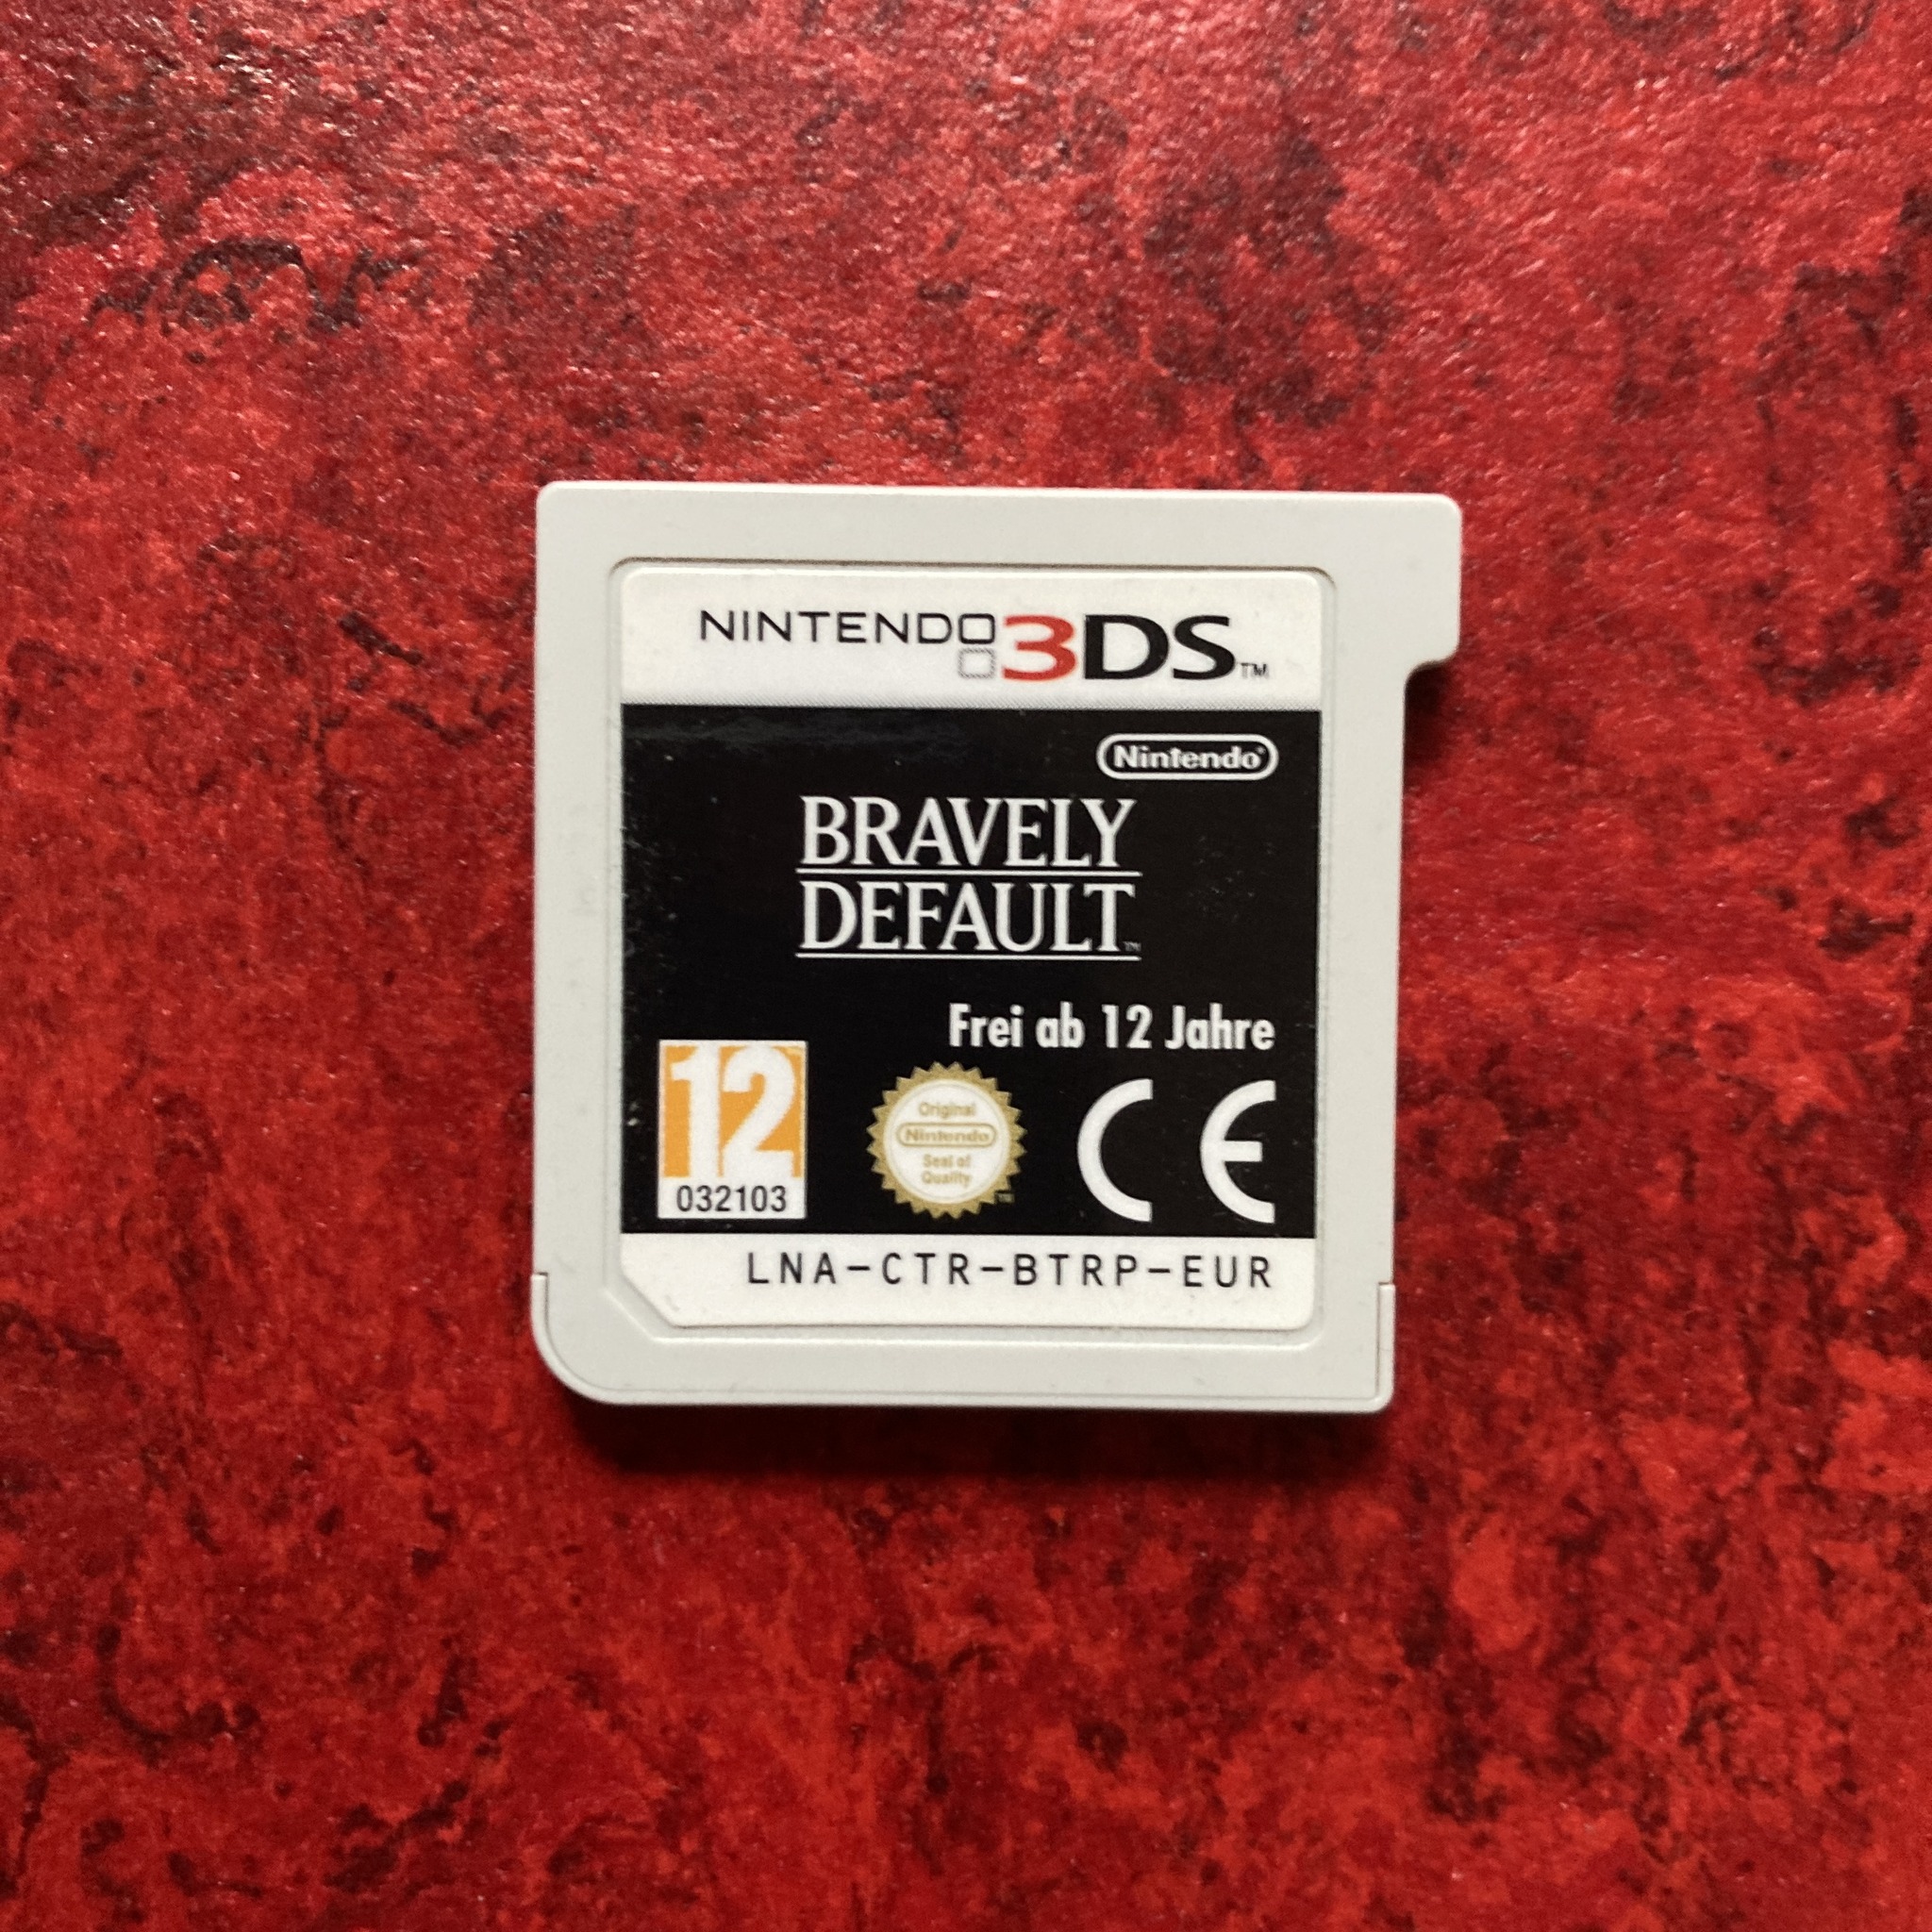 NINTENDO 3DS™
Nintendo®
BRAVELY
DEFAULT™
Frei ab 12 Jahre
12
032103
Original
Nintendo
Seal of
Quality
TM
CE
LNA-CTR-BTRP-EUR